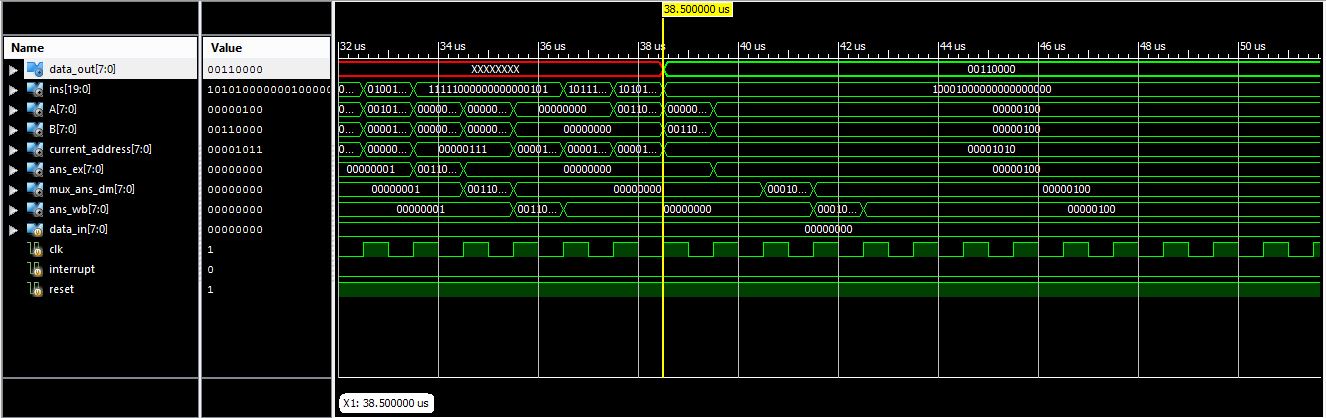 38.500000 us
Name Value 32 us 34 us 36 us 38 us 40 us 42 us 44 us 46 us 48 us 50 us
data_out[7:0] 00110000 XXXXXXXX 00110000
ins[19:0] 1010100000000100000 0... 01001... 11111000000000000101 10111... 10101... 10001000000000000000
A[7:0] 00000100 0... 00101... 00000... 00000... 00000000 00110... 00000... 00000100
B[7:0] 00110000 0... 00001... 00000... 00000... 00000000 00110... 00000100
current_address[7:0] 00001011 0... 00000... 00000111 00001... 00001... 00001... 00001010
ans_ex[7:0] 00000000 00000001 00110... 00000000 00000100
mux_ans_dm[7:0] 00000000 00000001 00110... 00000000 00010... 00000100
ans_wb[7:0] 00000000 00000001 00110... 00000000 00010... 00000100
data_in[7:0] 00000000 00000000
clk 1
interrupt 0
reset 1
X1: 38.500000 us